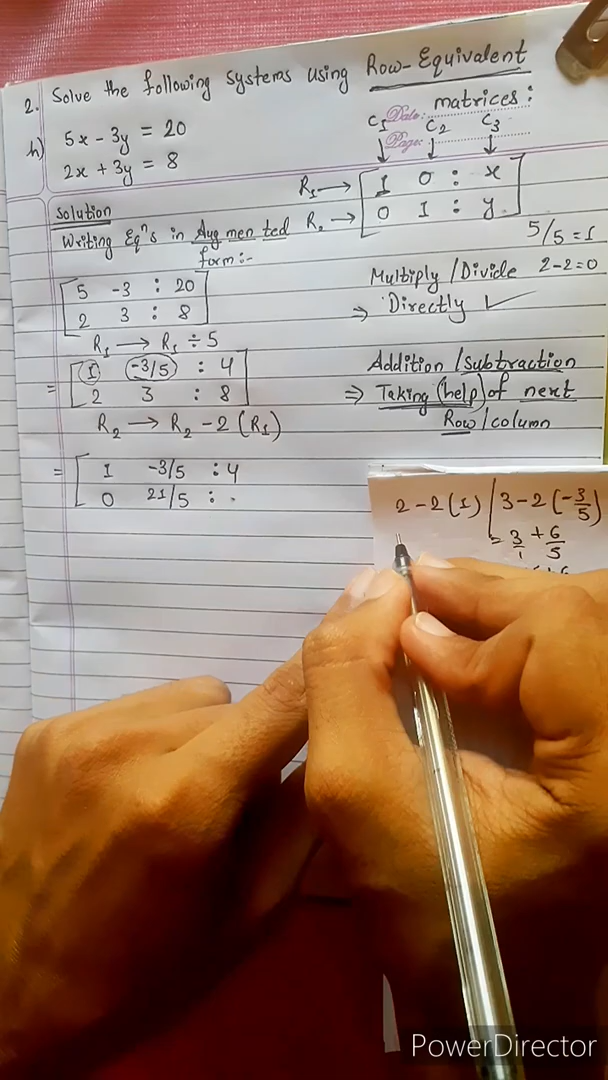 2. Solve the following systems using Row-Equivalent
matrices:
h) 5x - 3y = 20
2x + 3y = 8
Date:
Page:
C1 C2 C3
R1 → [ 1 0 : x ]
R2 → [ 0 1 : y ]
Solution
Writing Eqⁿs in Augmented
form:-
5/5 = 1
2-2=0
Multiply/Divide
⇒ Directly ✓
[ 5 -3 : 20 ]
[ 2 3 : 8 ]
R1 → R1 ÷ 5
= [ 1 -3/5 : 4 ]
[ 2 3 : 8 ]
R2 → R2 - 2 (R1)
Addition/Subtraction
⇒ Taking (help) of next
Row/column
= [ 1 -3/5 : 4
[ 0 21/5 : .
2-2(1) | 3-2(-3/5)
= 3/1 + 6/5
PowerDirector